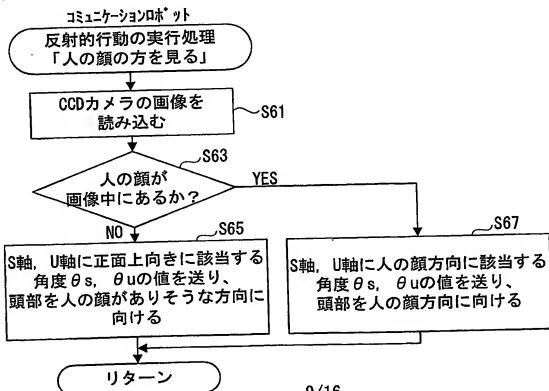 コミュニケーションロボット
反射的行動の実行処理
「人の顔の方を見る」
CCDカメラの画像を
読み込む
S61
人の顔が
画像中にあるか？
S63
YES
NO
S65
S軸，U軸に正面上向きに該当する
角度θs，θuの値を送り、
頭部を人の顔がありそうな方向に
向ける
S67
S軸，U軸に人の顔方向に該当する
角度θs，θuの値を送り、
頭部を人の顔方向に向ける
リターン
9/16